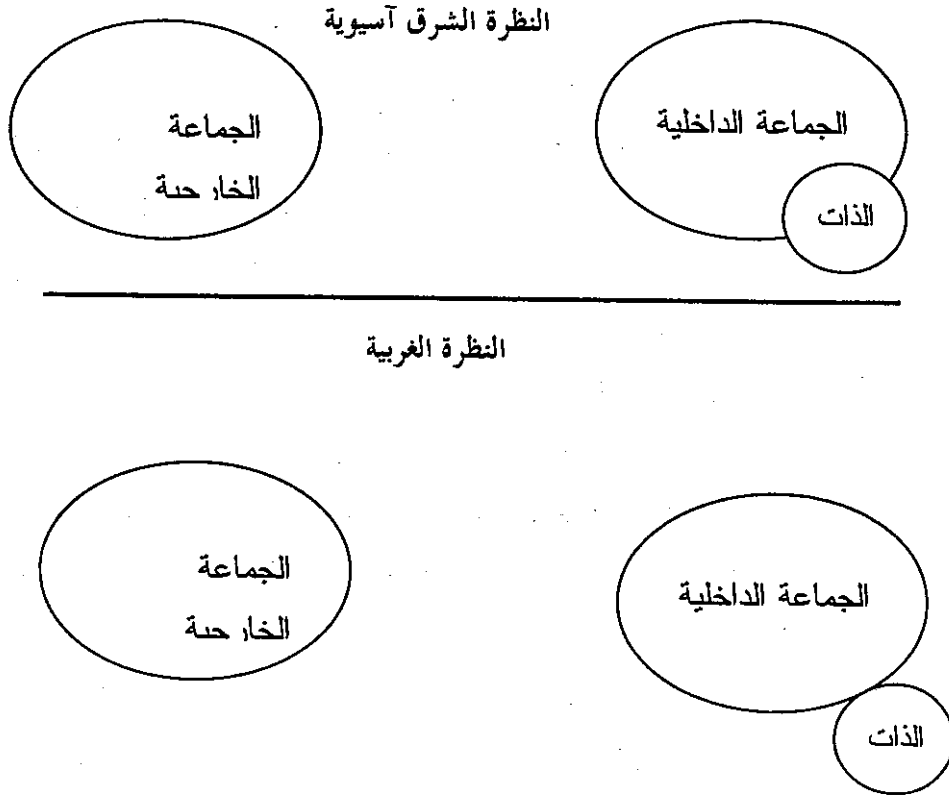 النظرة الشرق آسيوية
الجماعة الداخلية
الذات
الجماعة
الخارجية
النظرة الغربية
الجماعة الداخلية
الذات
الجماعة
الخارجية